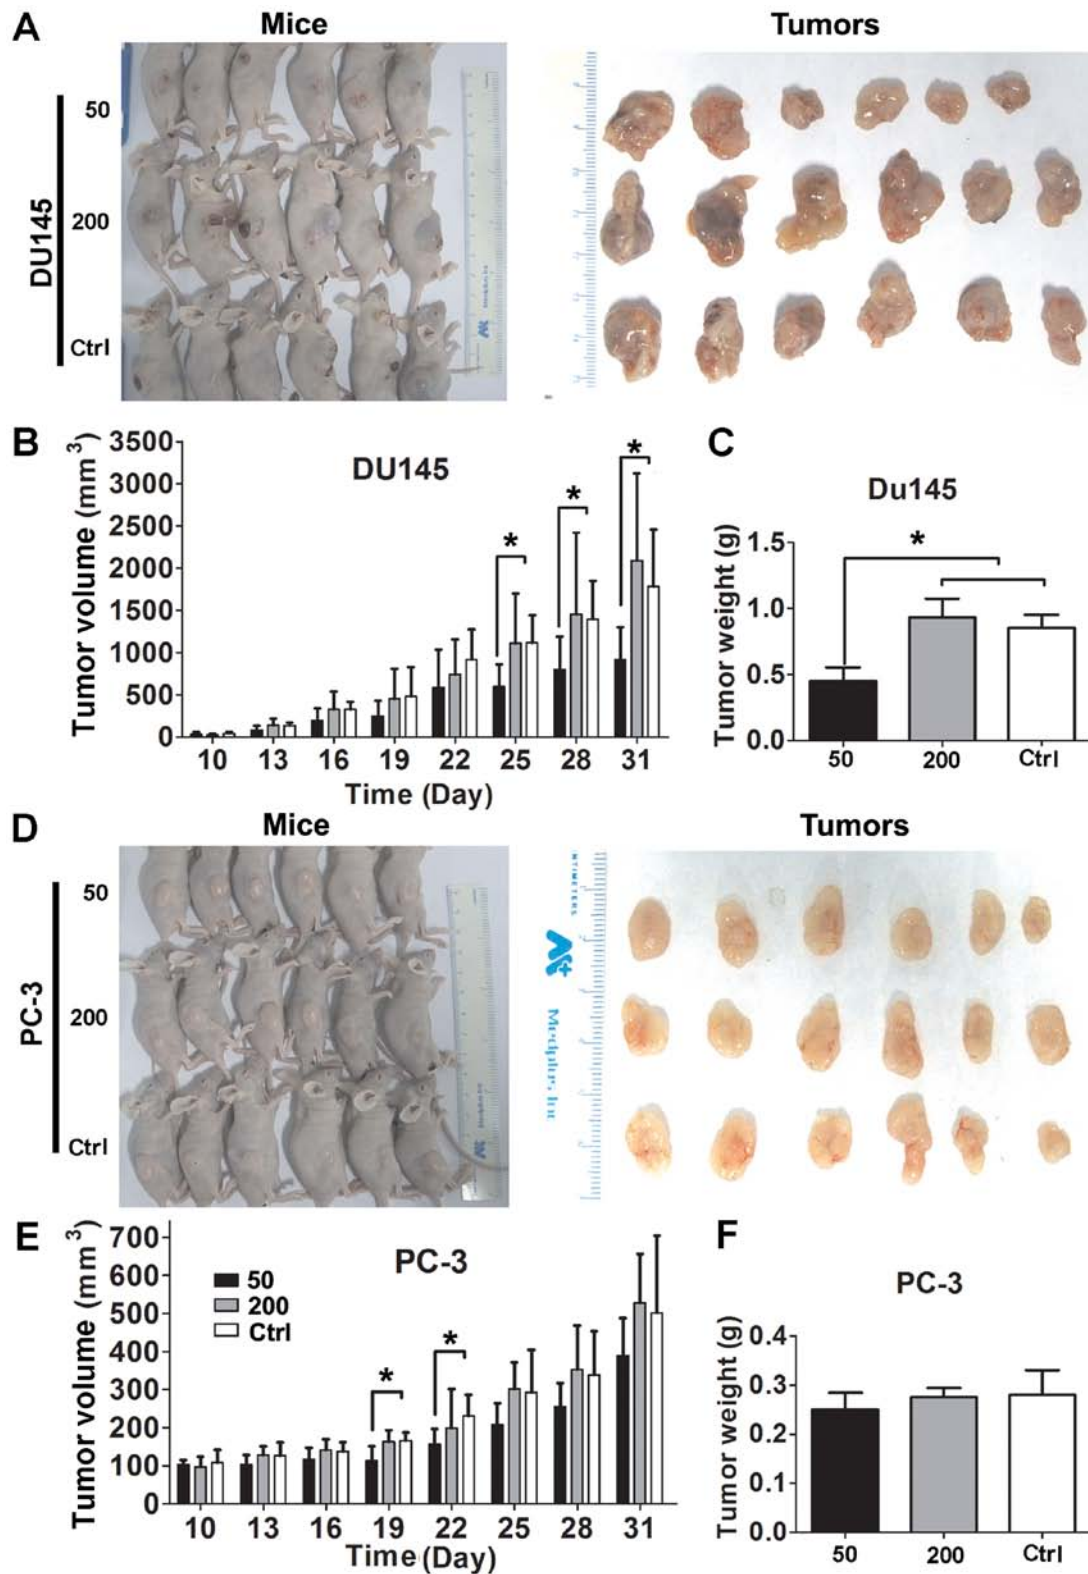 A
Mice
Tumors
DU145
50
200
Ctrl
B
DU145
Tumor volume (mm³)
3500
3000
2500
2000
1500
1000
500
0
*
*
*
10 13 16 19 22 25 28 31
Time (Day)
C
Du145
Tumor weight (g)
1.5
1.0
0.5
0.0
*
50 200 Ctrl
D
Mice
Tumors
PC-3
50
200
Ctrl
Medplus, Inc
E
PC-3
Tumor volume (mm³)
700
600
500
400
300
200
100
0
50
200
Ctrl
*
*
10 13 16 19 22 25 28 31
Time (Day)
F
PC-3
Tumor weight (g)
0.4
0.3
0.2
0.1
0.0
50 200 Ctrl